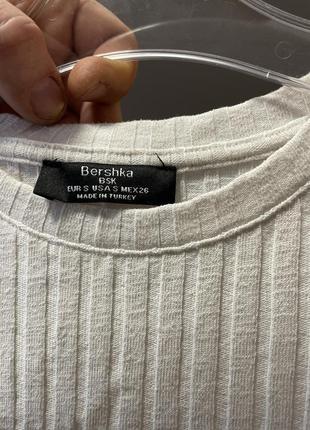 Bershka
BSK
EUR S USA S MEX26
MADE IN TURKEY